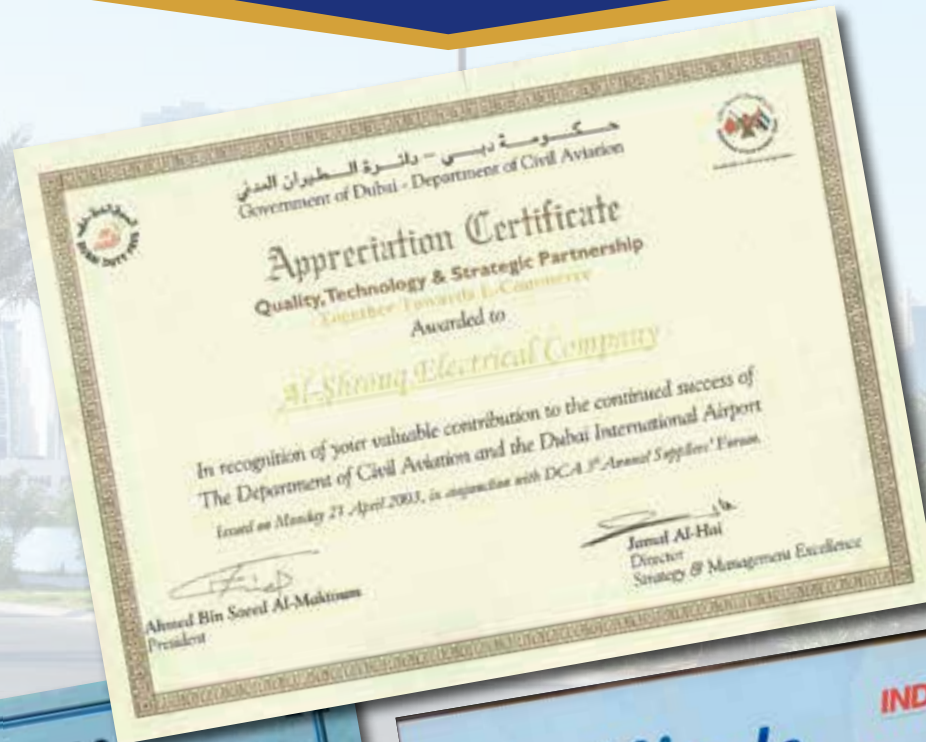 حكومة دبي - دائرة الطيران المدني
Government of Dubai - Department of Civil Aviation
Appreciation Certificate
Quality, Technology & Strategic Partnership
Together Towards E-Commerce
Awarded to
Al-Shrouq Electrical Company
In recognition of your valuable contribution to the continued success of
The Department of Civil Aviation and the Dubai International Airport
Issued on Monday 21 April 2003, in conjunction with DCA 3rd Annual Suppliers' Forum.
Ahmed Bin Saeed Al-Maktoum
President
Jamal Al-Hai
Director
Strategy & Management Excellence
IND